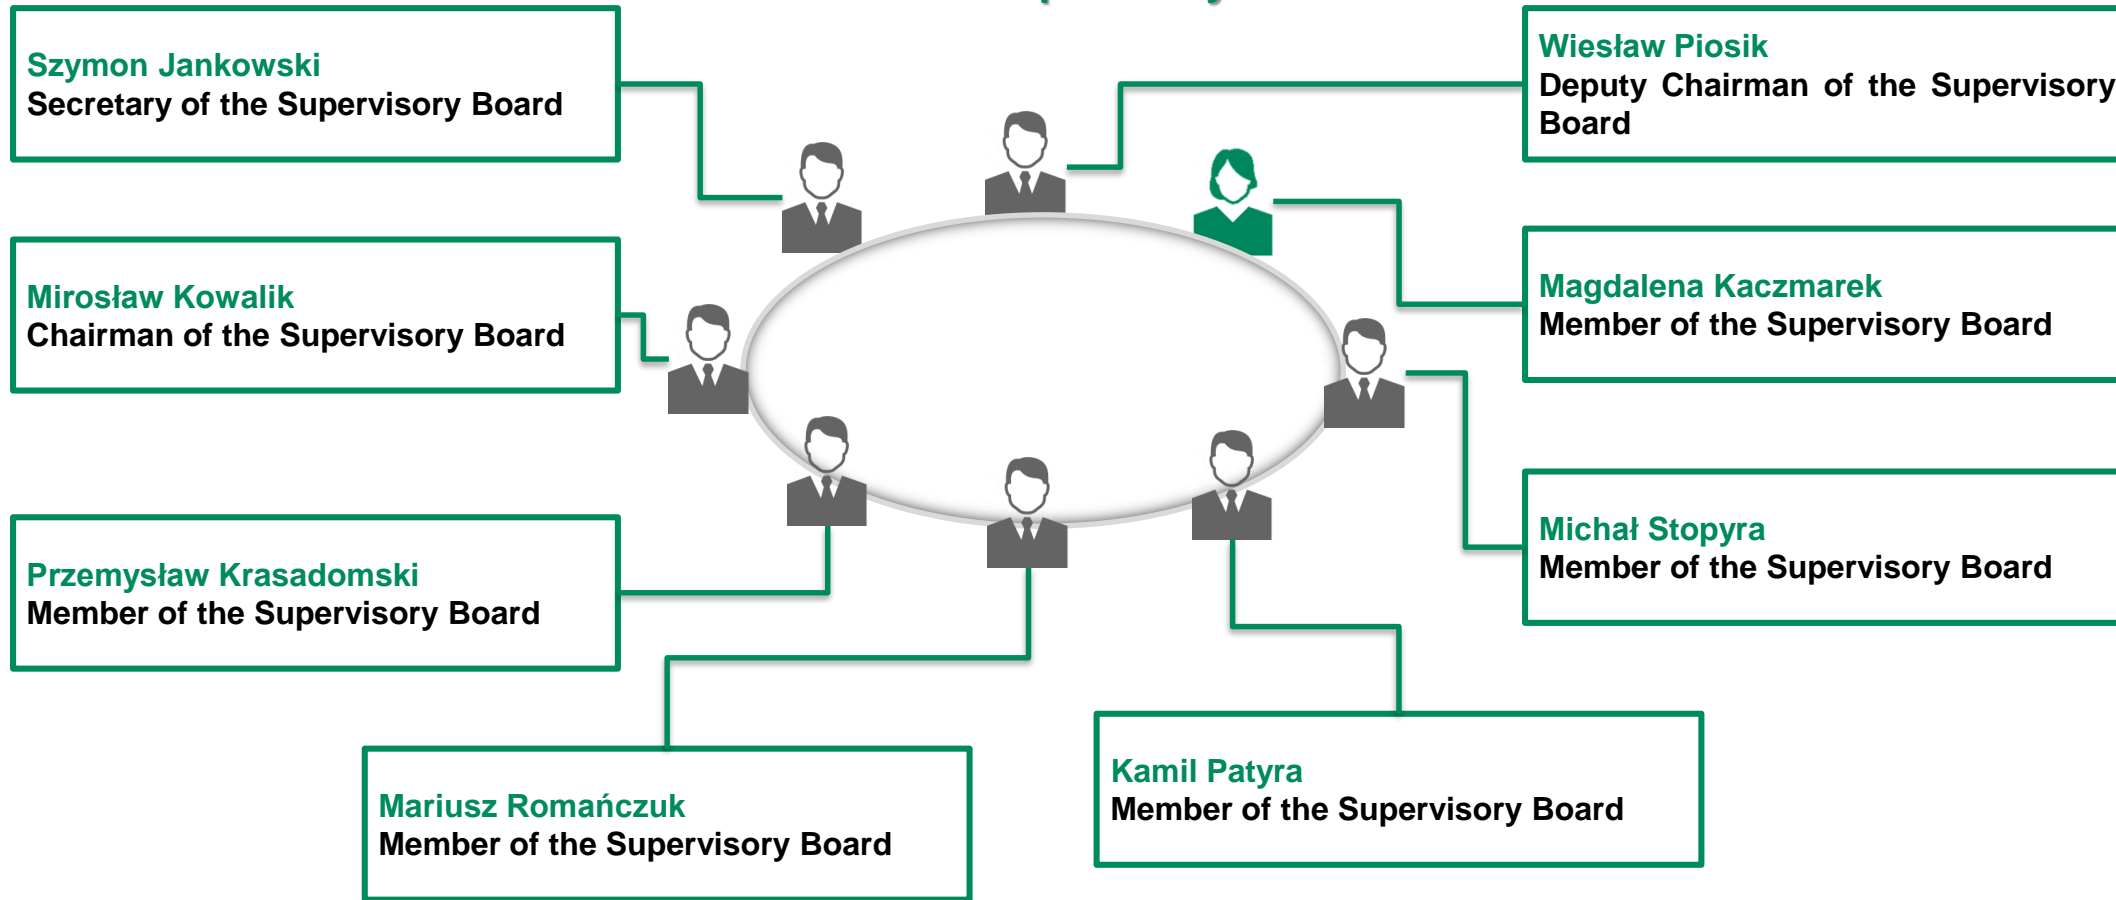 Szymon Jankowski
Secretary of the Supervisory Board
Wiesław Piosik
Deputy Chairman of the Supervisory
Board
Mirosław Kowalik
Chairman of the Supervisory Board
Magdalena Kaczmarek
Member of the Supervisory Board
Przemysław Krasadomski
Member of the Supervisory Board
Michał Stopyra
Member of the Supervisory Board
Mariusz Romańczuk
Member of the Supervisory Board
Kamil Patyra
Member of the Supervisory Board